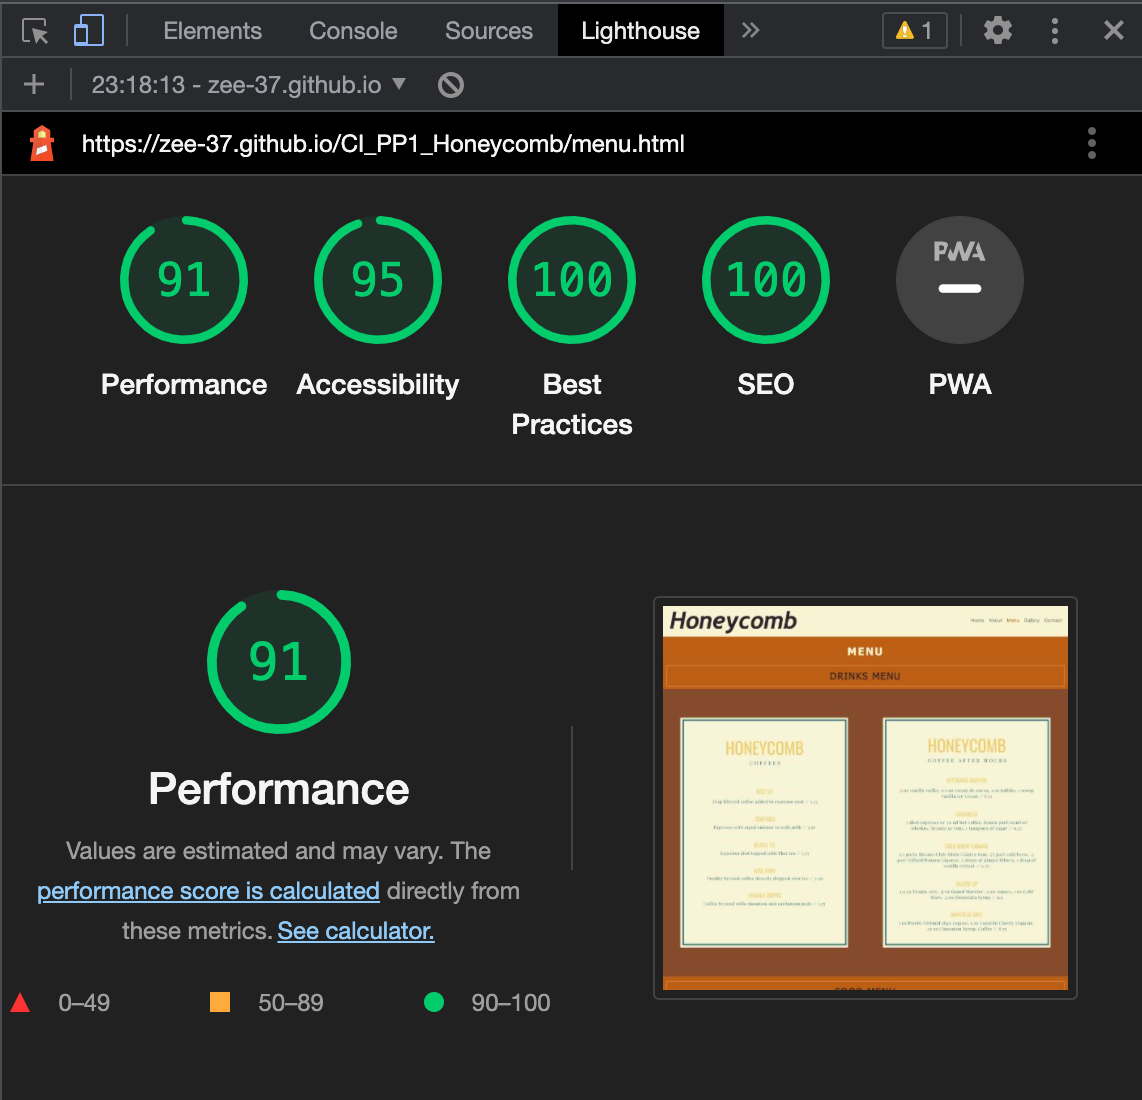 Elements Console Sources Lighthouse 1
23:18:13 - zee-37.github.io
https://zee-37.github.io/CI_PP1_Honeycomb/menu.html
91 95 100 100 PWA
Performance Accessibility Best Practices SEO PWA
91
Performance
Values are estimated and may vary. The
performance score is calculated directly from
these metrics. See calculator.
0–49 50–89 90–100
Honeycomb
Home About Menu Gallery Contact
MENU
DRINKS MENU
HONEYCOMB
COFFEES
HONEYCOMB
COFFEE AFTER HOURS
FOOD MENU